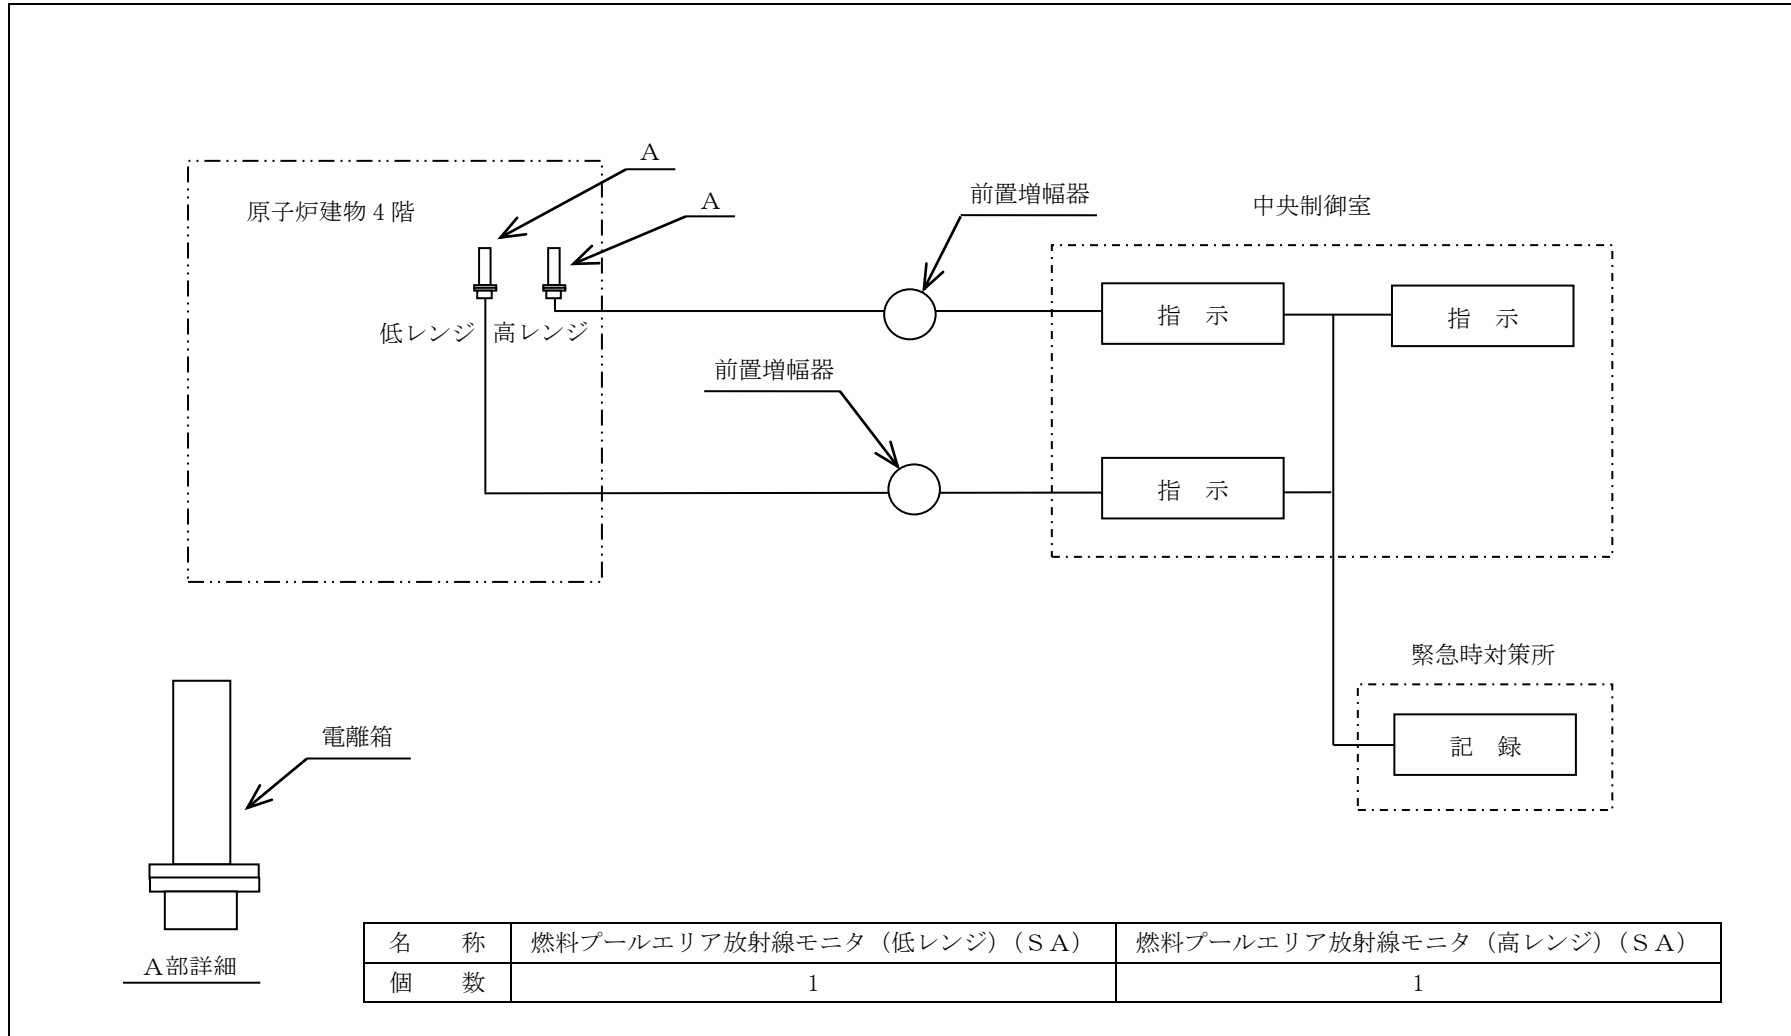 A
A
原子炉建物4階
前置増幅器
中央制御室
指　示
指　示
低レンジ
高レンジ
前置増幅器
指　示
緊急時対策所
記　録
電離箱
A部詳細
名　　称 燃料プールエリア放射線モニタ（低レンジ）（ＳＡ） 燃料プールエリア放射線モニタ（高レンジ）（ＳＡ）
個　　数 1 1